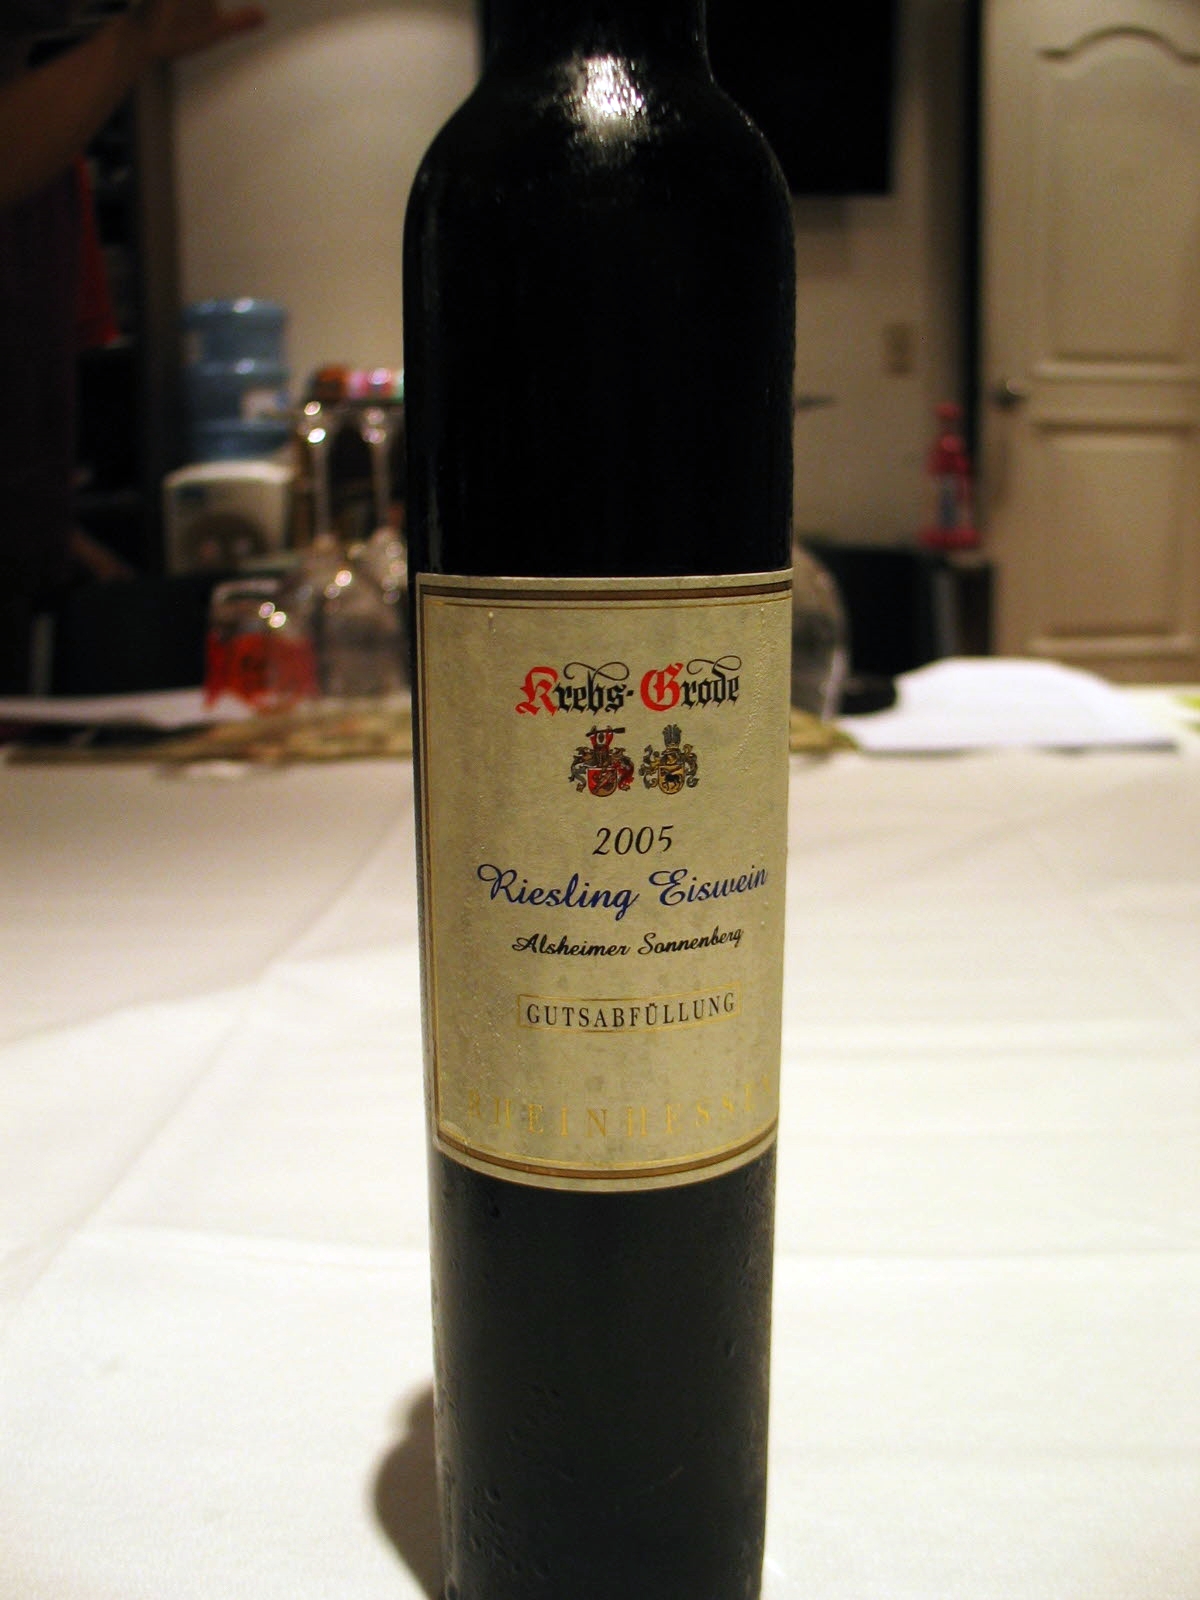 Krebs-Grode
2005
Riesling Eiswein
Alsheimer Sonnenberg
GUTSABFÜLLUNG
RHEINHESSEN